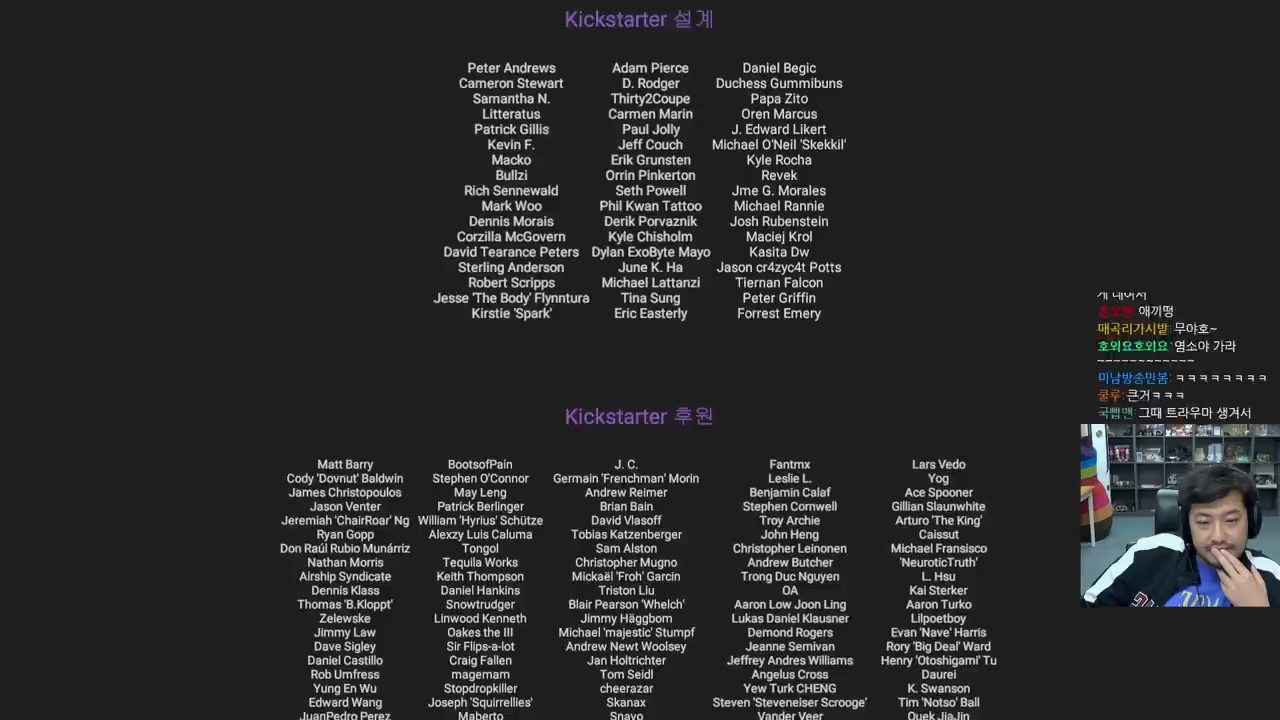 Kickstarter 설계
Peter Andrews Adam Pierce Daniel Begic
Cameron Stewart D. Rodger Duchess Gummibuns
Samantha N. Thirty2Coupe Papa Zito
Litteratus Carmen Marin Oren Marcus
Patrick Gillis Paul Jolly J. Edward Likert
Kevin F. Jeff Couch Michael O'Neil 'Skekkil'
Macko Erik Grunsten Kyle Rocha
Bullzi Orrin Pinkerton Revek
Rich Sennewald Seth Powell Jme G. Morales
Mark Woo Phil Kwan Tattoo Michael Rannie
Dennis Morais Derik Porvaznik Josh Rubenstein
Corzilla McGovern Kyle Chisholm Maciej Krol
David Tearance Peters Dylan ExoByte Mayo Kasita Dw
Sterling Anderson June K. Ha Jason cr4zyc4t Potts
Robert Scripps Michael Lattanzi Tiernan Falcon
Jesse 'The Body' Flynntura Tina Sung Peter Griffin
Kirstie 'Spark' Eric Easterly Forrest Emery
애끼떵
매곡리가시밭: 무야호~
호외요호외요: 염소야 가라
~~~~~~~~~~~~
미남방송만봄: ㅋㅋㅋㅋㅋㅋㅋㅋ
쿨루: 큰거ㅋㅋㅋ
국뻽맨: 그때 트라우마 생겨서
Kickstarter 후원
Matt Barry BootsofPain J. C. Fantmx Lars Vedo
Cody 'Dovnut' Baldwin Stephen O'Connor Germain 'Frenchman' Morin Leslie L. Yog
James Christopoulos May Leng Andrew Reimer Benjamin Calaf Ace Spooner
Jason Venter Patrick Berlinger Brian Bain Stephen Cornwell Gillian Slaunwhite
Jeremiah 'ChairRoar' Ng William 'Hyrius' Schütze David Vlasoff Troy Archie Arturo 'The King'
Ryan Gopp Alexzy Luis Caluma Tobias Katzenberger John Heng Caissut
Don Raúl Rubio Munárriz Tongol Sam Alston Christopher Leinonen Michael Fransisco
Nathan Morris Tequila Works Christopher Mugno Andrew Butcher 'NeuroticTruth'
Airship Syndicate Keith Thompson Mickaël 'Froh' Garcin Trong Duc Nguyen L. Hsu
Dennis Klass Daniel Hankins Triston Liu OA Kai Sterker
Thomas 'B.Kloppt' Snowtrudger Blair Pearson 'Whelch' Aaron Low Joon Ling Aaron Turko
Zelewske Linwood Kenneth Jimmy Häggbom Lukas Daniel Klausner Lilpoetboy
Jimmy Law Oakes the III Michael 'majestic' Stumpf Demond Rogers Evan 'Nave' Harris
Dave Sigley Sir Flips-a-lot Andrew Newt Woolsey Jeanne Semivan Rory 'Big Deal' Ward
Daniel Castillo Craig Fallen Jan Holtrichter Jeffrey Andres Williams Henry 'Otoshigami' Tu
Rob Umfress magemam Tom Seidl Angelus Cross Daurei
Yung En Wu Stopdropkiller cheerazar Yew Turk CHENG K. Swanson
Edward Wang Joseph 'Squirrellies' Skanax Steven 'Steveneiser Scrooge' Tim 'Notso' Ball
JuanPedro Perez Maberto Snavo Vander Veer Quek JiaJin